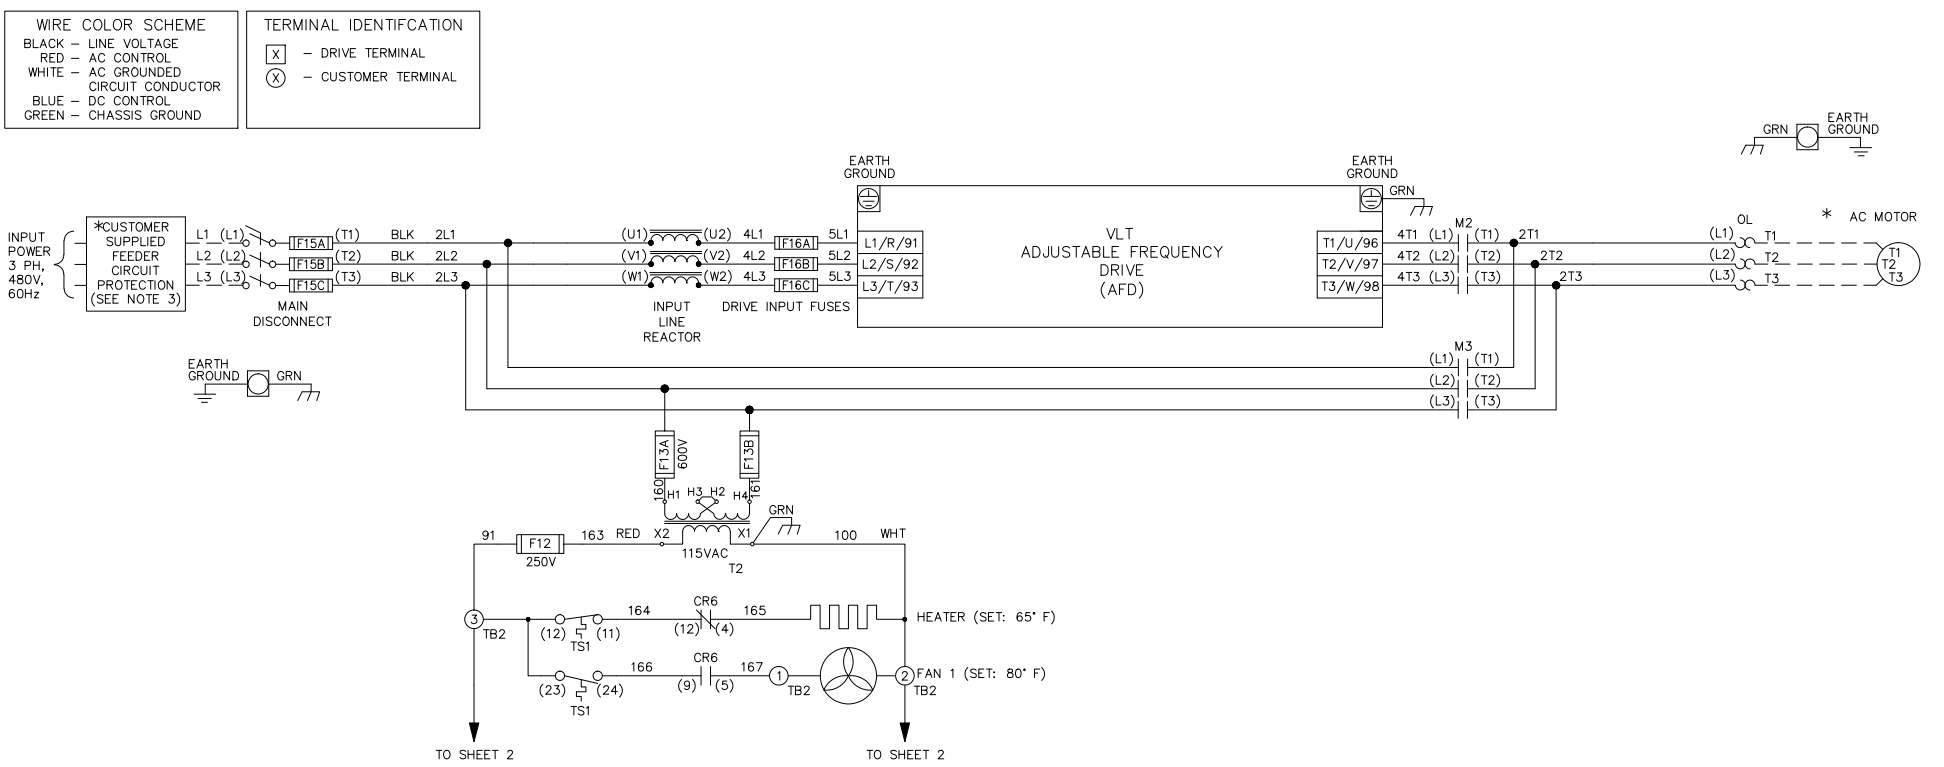 WIRE COLOR SCHEME
BLACK – LINE VOLTAGE
RED – AC CONTROL
WHITE – AC GROUNDED
CIRCUIT CONDUCTOR
BLUE – DC CONTROL
GREEN – CHASSIS GROUND
TERMINAL IDENTIFCATION
X – DRIVE TERMINAL
X – CUSTOMER TERMINAL
GRN
EARTH
GROUND
INPUT
POWER
3 PH,
480V,
60Hz
*CUSTOMER
SUPPLIED
FEEDER
CIRCUIT
PROTECTION
(SEE NOTE 3)
L1 (L1) F15A (T1) BLK 2L1
L2 (L2) F15B (T2) BLK 2L2
L3 (L3) F15C (T3) BLK 2L3
MAIN
DISCONNECT
(U1) (U2) 4L1 F16A 5L1
(V1) (V2) 4L2 F16B 5L2
(W1) (W2) 4L3 F16C 5L3
INPUT
LINE
REACTOR
DRIVE INPUT FUSES
EARTH
GROUND
L1/R/91
L2/S/92
L3/T/93
VLT
ADJUSTABLE FREQUENCY
DRIVE
(AFD)
EARTH
GROUND
GRN
T1/U/96
T2/V/97
T3/W/98
M2
4T1 (L1) (T1) 2T1
4T2 (L2) (T2) 2T2
4T3 (L3) (T3) 2T3
OL
(L1) T1
(L2) T2
(L3) T3
* AC MOTOR
T1
T2
T3
M3
(L1) (T1)
(L2) (T2)
(L3) (T3)
EARTH
GROUND
GRN
F13A
600V
F13B
160
161
H1 H3 H2 H4
GRN
91 F12 163 RED X2 X1 100 WHT
250V
115VAC
T2
3
TB2
(12) (11) 164 CR6 (12) (4) 165
TS1
HEATER (SET: 65° F)
(23) (24) 166 CR6 (9) (5) 167 1 TB2
TS1
2
TB2
FAN 1 (SET: 80° F)
TO SHEET 2
TO SHEET 2